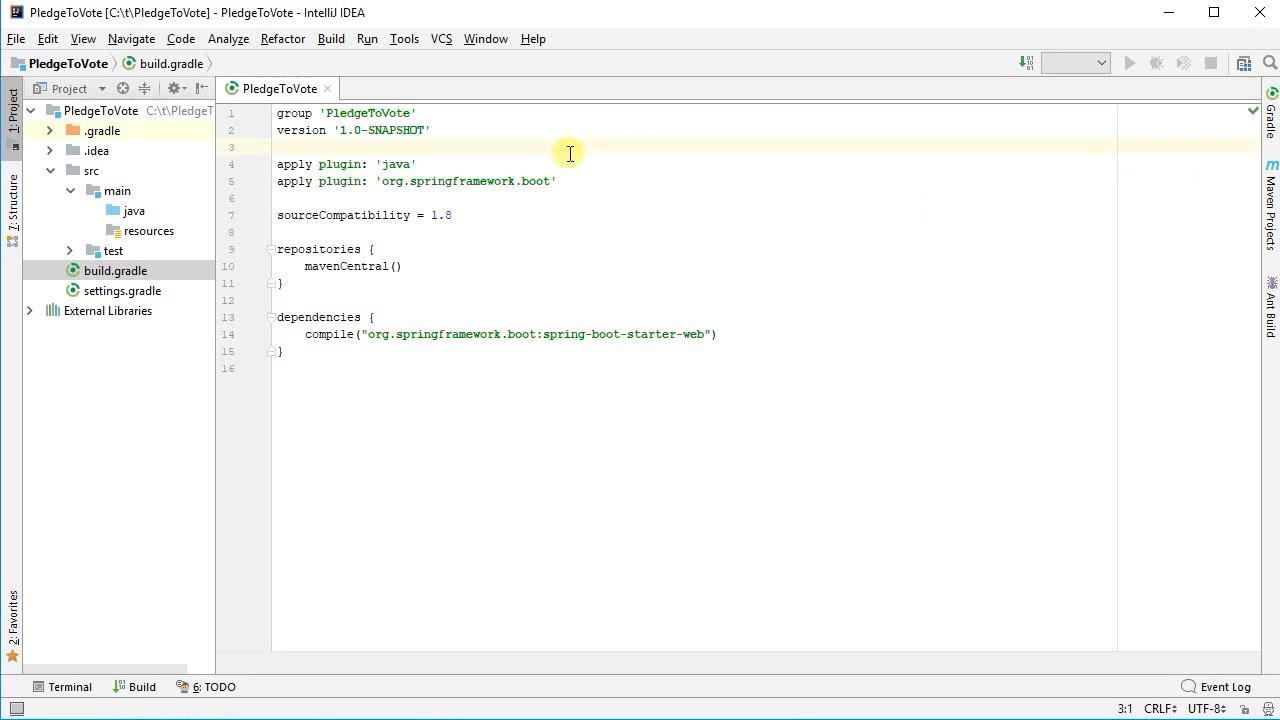 PledgeToVote [C:\t\PledgeToVote] - PledgeToVote - IntelliJ IDEA
File Edit View Navigate Code Analyze Refactor Build Run Tools VCS Window Help
PledgeToVote build.gradle
Project
PledgeToVote
1: Project
7: Structure
2: Favorites
PledgeToVote C:\t\PledgeT
.gradle
.idea
src
main
java
resources
test
build.gradle
settings.gradle
External Libraries
1 group 'PledgeToVote'
2 version '1.0-SNAPSHOT'
3
4 apply plugin: 'java'
5 apply plugin: 'org.springframework.boot'
6
7 sourceCompatibility = 1.8
8
9 repositories {
10 mavenCentral()
11 }
12
13 dependencies {
14 compile("org.springframework.boot:spring-boot-starter-web")
15 }
16
Gradle
Maven Projects
Ant Build
Terminal Build 6: TODO Event Log
3:1 CRLF UTF-8